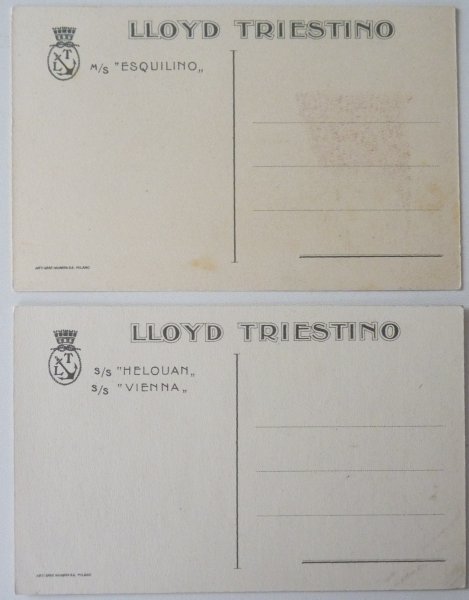 LLOYD TRIESTINO
L T
M/S "ESQUILINO„
LLOYD TRIESTINO
L T
S/S "HELOUAN„
S/S "VIENNA„